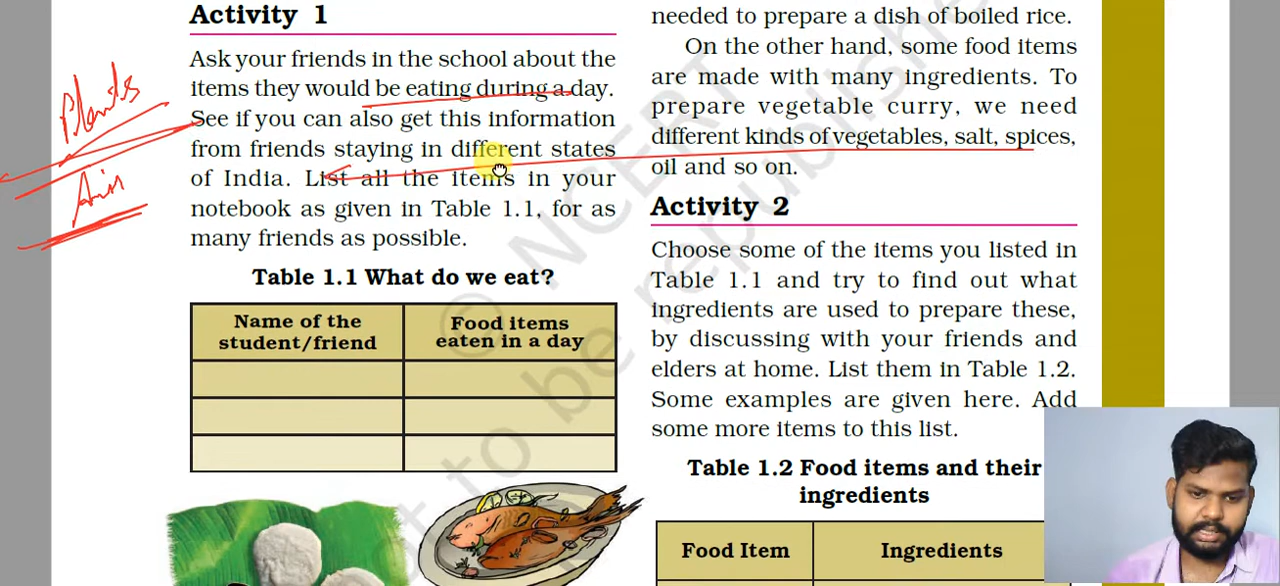 Activity 1
Ask your friends in the school about the
items they would be eating during a day.
See if you can also get this information
from friends staying in different states
of India. List all the items in your
notebook as given in Table 1.1, for as
many friends as possible.
Table 1.1 What do we eat?
Name of the student/friend
Food items eaten in a day
Plants
needed to prepare a dish of boiled rice.
On the other hand, some food items
are made with many ingredients. To
prepare vegetable curry, we need
different kinds of vegetables, salt, spices,
oil and so on.
Activity 2
Choose some of the items you listed in
Table 1.1 and try to find out what
ingredients are used to prepare these,
by discussing with your friends and
elders at home. List them in Table 1.2.
Some examples are given here. Add
some more items to this list.
Table 1.2 Food items and their
ingredients
Food Item
Ingredients
© NCERT